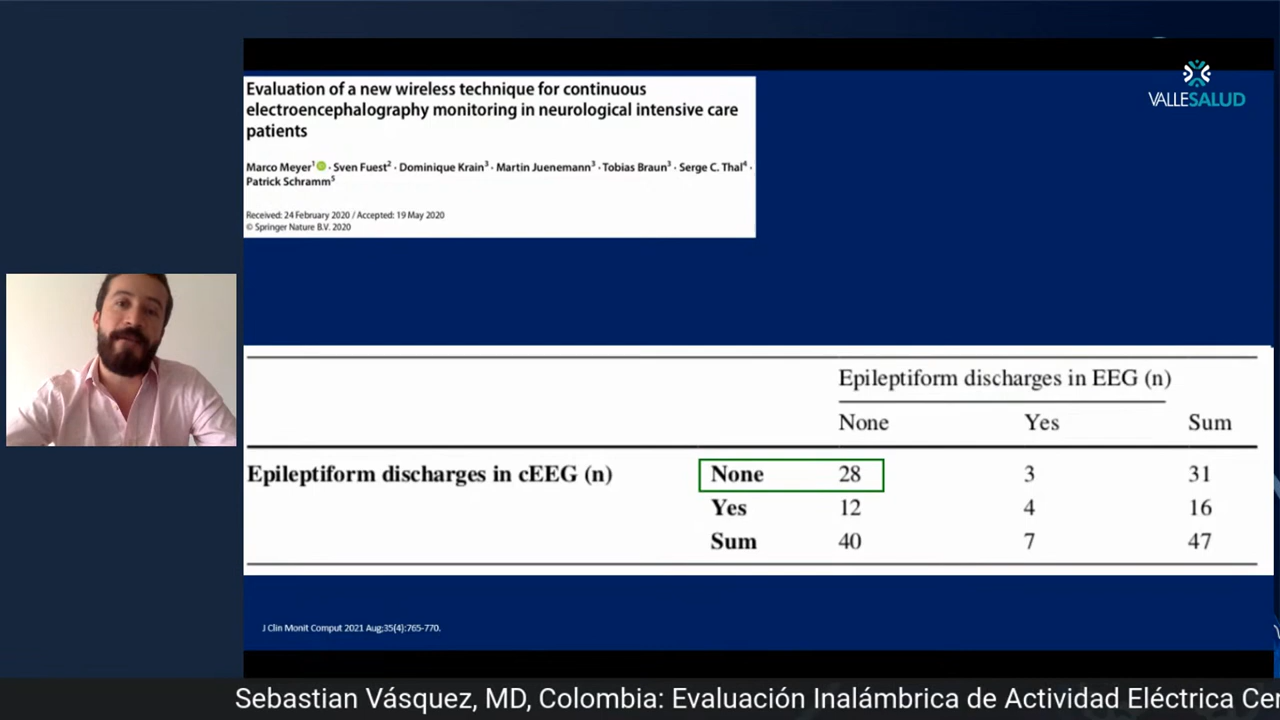 VALLESALUD
Evaluation of a new wireless technique for continuous
electroencephalography monitoring in neurological intensive care
patients
Marco Meyer1 · Sven Fuest2 · Dominique Krain3 · Martin Juenemann3 · Tobias Braun3 · Serge C. Thal4 ·
Patrick Schramm5
Received: 24 February 2020 / Accepted: 19 May 2020
© Springer Nature B.V. 2020
Epileptiform discharges in EEG (n)
None Yes Sum
Epileptiform discharges in cEEG (n) None 28 3 31
Yes 12 4 16
Sum 40 7 47
J Clin Monit Comput 2021 Aug;35(4):765-770.
Sebastian Vásquez, MD, Colombia: Evaluación Inalámbrica de Actividad Eléctrica Cer